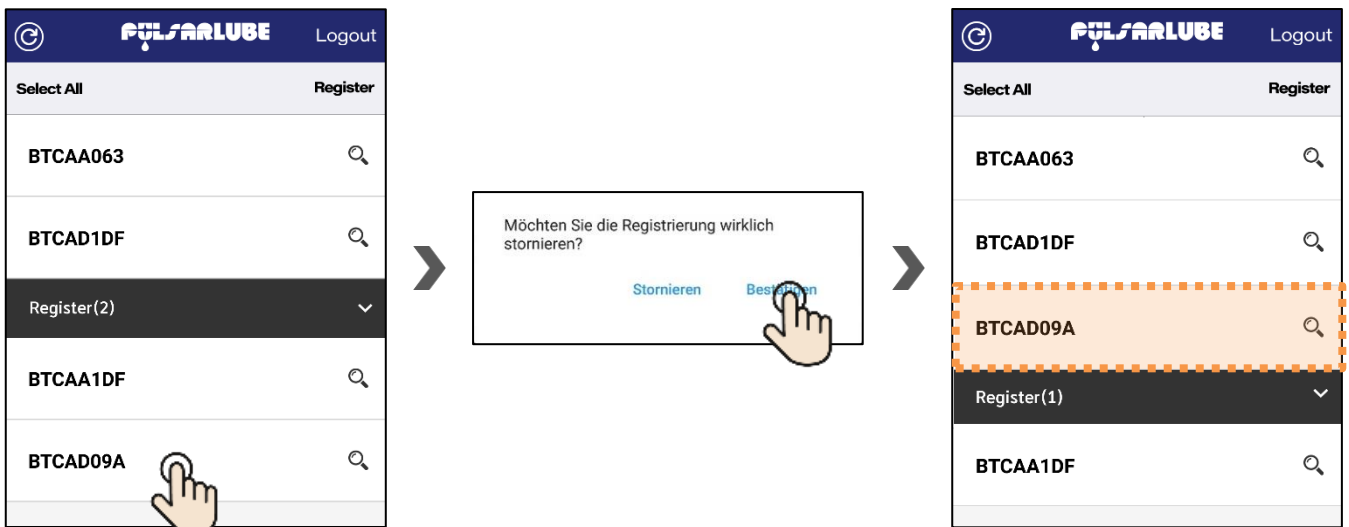 PULSARLUBE
Logout
Select All
Register
BTCAA063
BTCAD1DF
Register(2)
BTCAA1DF
BTCAD09A
Möchten Sie die Registrierung wirklich
stornieren?
Stornieren
Bestätigen
PULSARLUBE
Logout
Select All
Register
BTCAA063
BTCAD1DF
BTCAD09A
Register(1)
BTCAA1DF